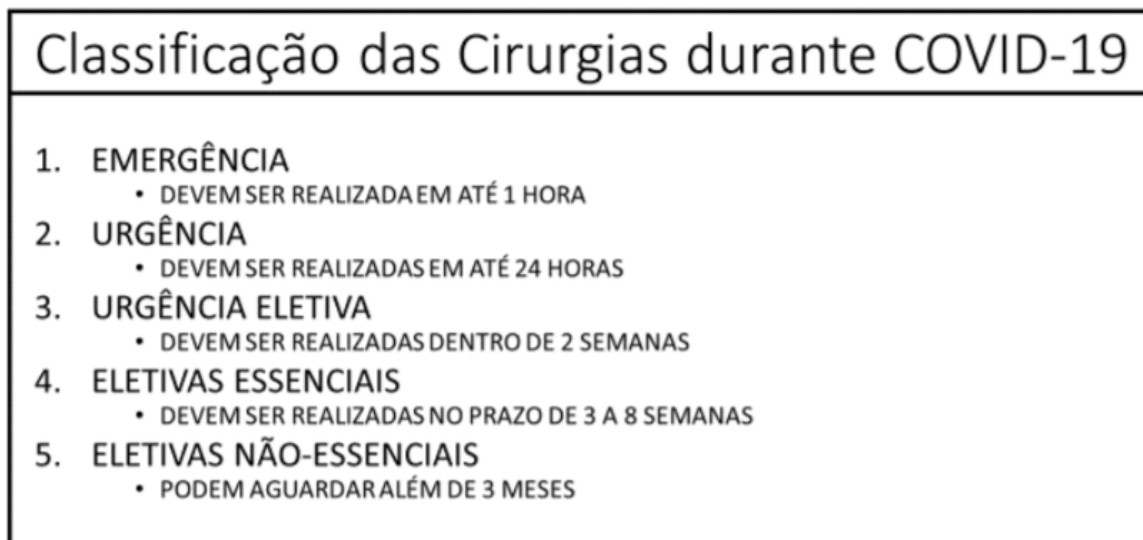 Classificação das Cirurgias durante COVID-19
1. EMERGÊNCIA
• DEVEM SER REALIZADA EM ATÉ 1 HORA
2. URGÊNCIA
• DEVEM SER REALIZADAS EM ATÉ 24 HORAS
3. URGÊNCIA ELETIVA
• DEVEM SER REALIZADAS DENTRO DE 2 SEMANAS
4. ELETIVAS ESSENCIAIS
• DEVEM SER REALIZADAS NO PRAZO DE 3 A 8 SEMANAS
5. ELETIVAS NÃO-ESSENCIAIS
• PODEM AGUARDAR ALÉM DE 3 MESES